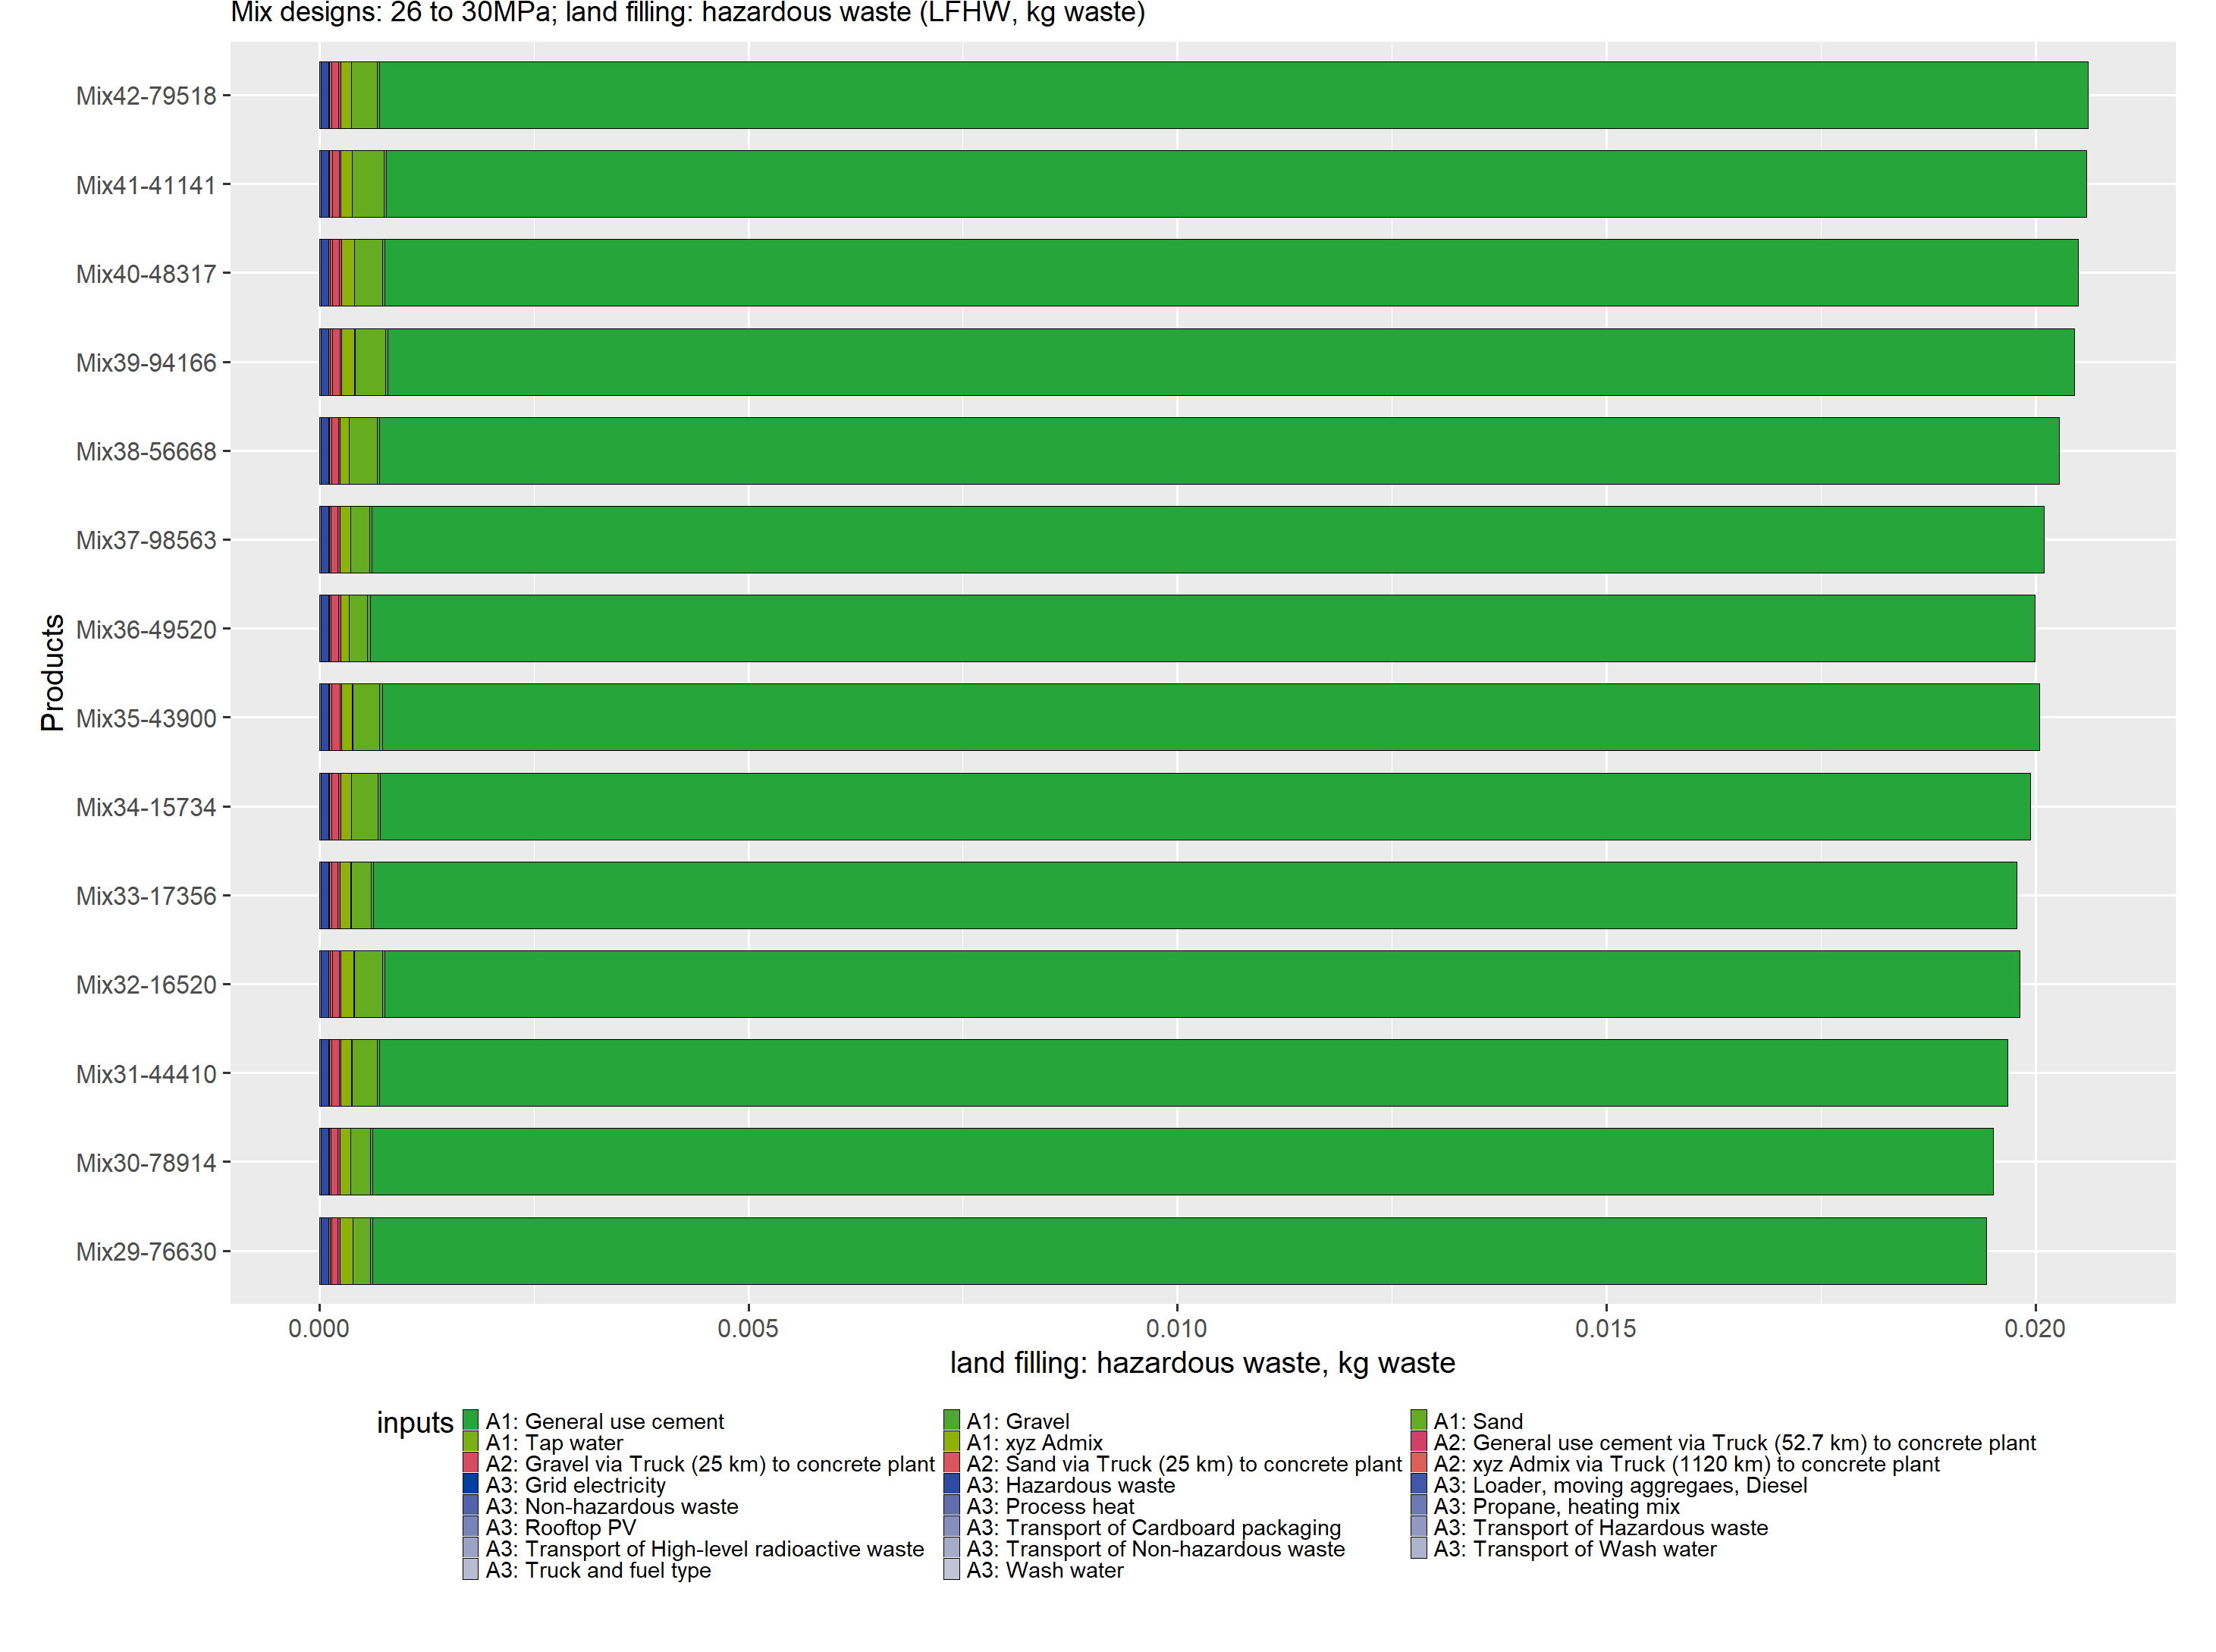 Mix designs: 26 to 30MPa; land filling: hazardous waste (LFHW, kg waste)
Products
Mix42-79518
Mix41-41141
Mix40-48317
Mix39-94166
Mix38-56668
Mix37-98563
Mix36-49520
Mix35-43900
Mix34-15734
Mix33-17356
Mix32-16520
Mix31-44410
Mix30-78914
Mix29-76630
0.000 0.005 0.010 0.015 0.020
land filling: hazardous waste, kg waste
inputs
A1: General use cement A1: Gravel A1: Sand
A1: Tap water A1: xyz Admix A2: General use cement via Truck (52.7 km) to concrete plant
A2: Gravel via Truck (25 km) to concrete plant A2: Sand via Truck (25 km) to concrete plant A2: xyz Admix via Truck (1120 km) to concrete plant
A3: Grid electricity A3: Hazardous waste A3: Loader, moving aggregaes, Diesel
A3: Non-hazardous waste A3: Process heat A3: Propane, heating mix
A3: Rooftop PV A3: Transport of Cardboard packaging A3: Transport of Hazardous waste
A3: Transport of High-level radioactive waste A3: Transport of Non-hazardous waste A3: Transport of Wash water
A3: Truck and fuel type A3: Wash water